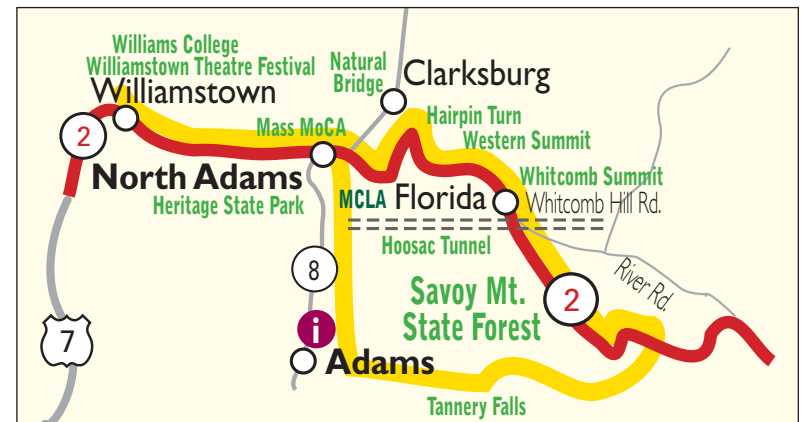 Williams College
Williamstown Theatre Festival
Williamstown
Natural
Bridge
Clarksburg
2
Mass MoCA
Hairpin Turn
Western Summit
North Adams
Heritage State Park
MCLA
Florida
Whitcomb Summit
Whitcomb Hill Rd.
Hoosac Tunnel
8
River Rd.
Savoy Mt.
State Forest
2
7
i
Adams
Tannery Falls